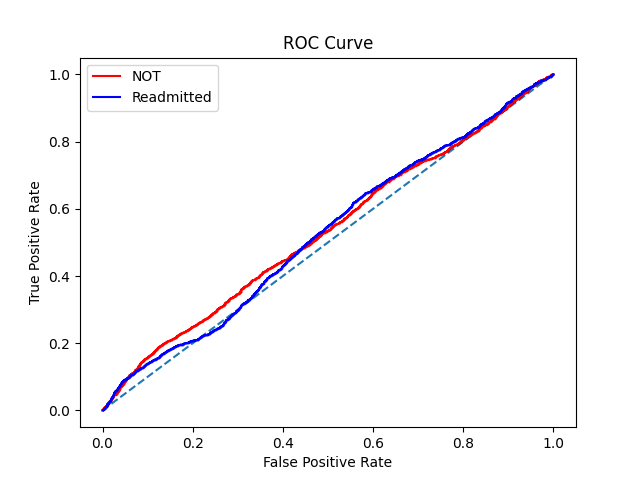 ROC Curve
NOT
Readmitted
True Positive Rate
1.0
0.8
0.6
0.4
0.2
0.0
0.0 0.2 0.4 0.6 0.8 1.0
False Positive Rate